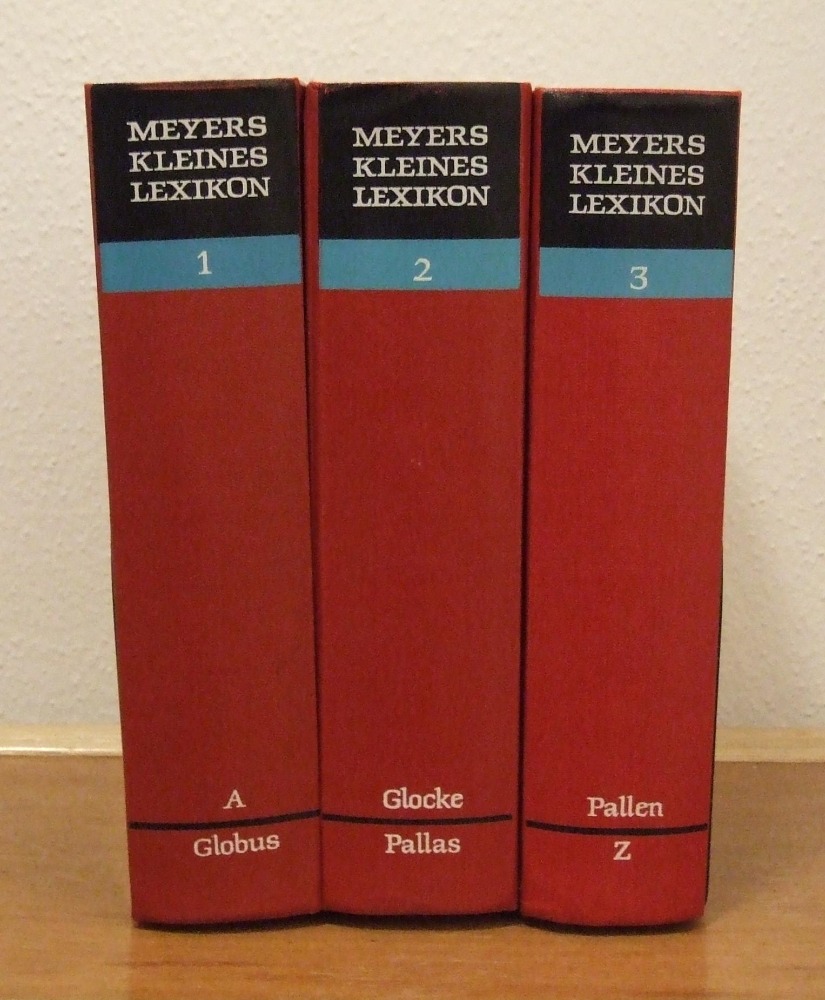 MEYERS
KLEINES
LEXIKON
1
A
Globus
MEYERS
KLEINES
LEXIKON
2
Glocke
Pallas
MEYERS
KLEINES
LEXIKON
3
Pallen
Z